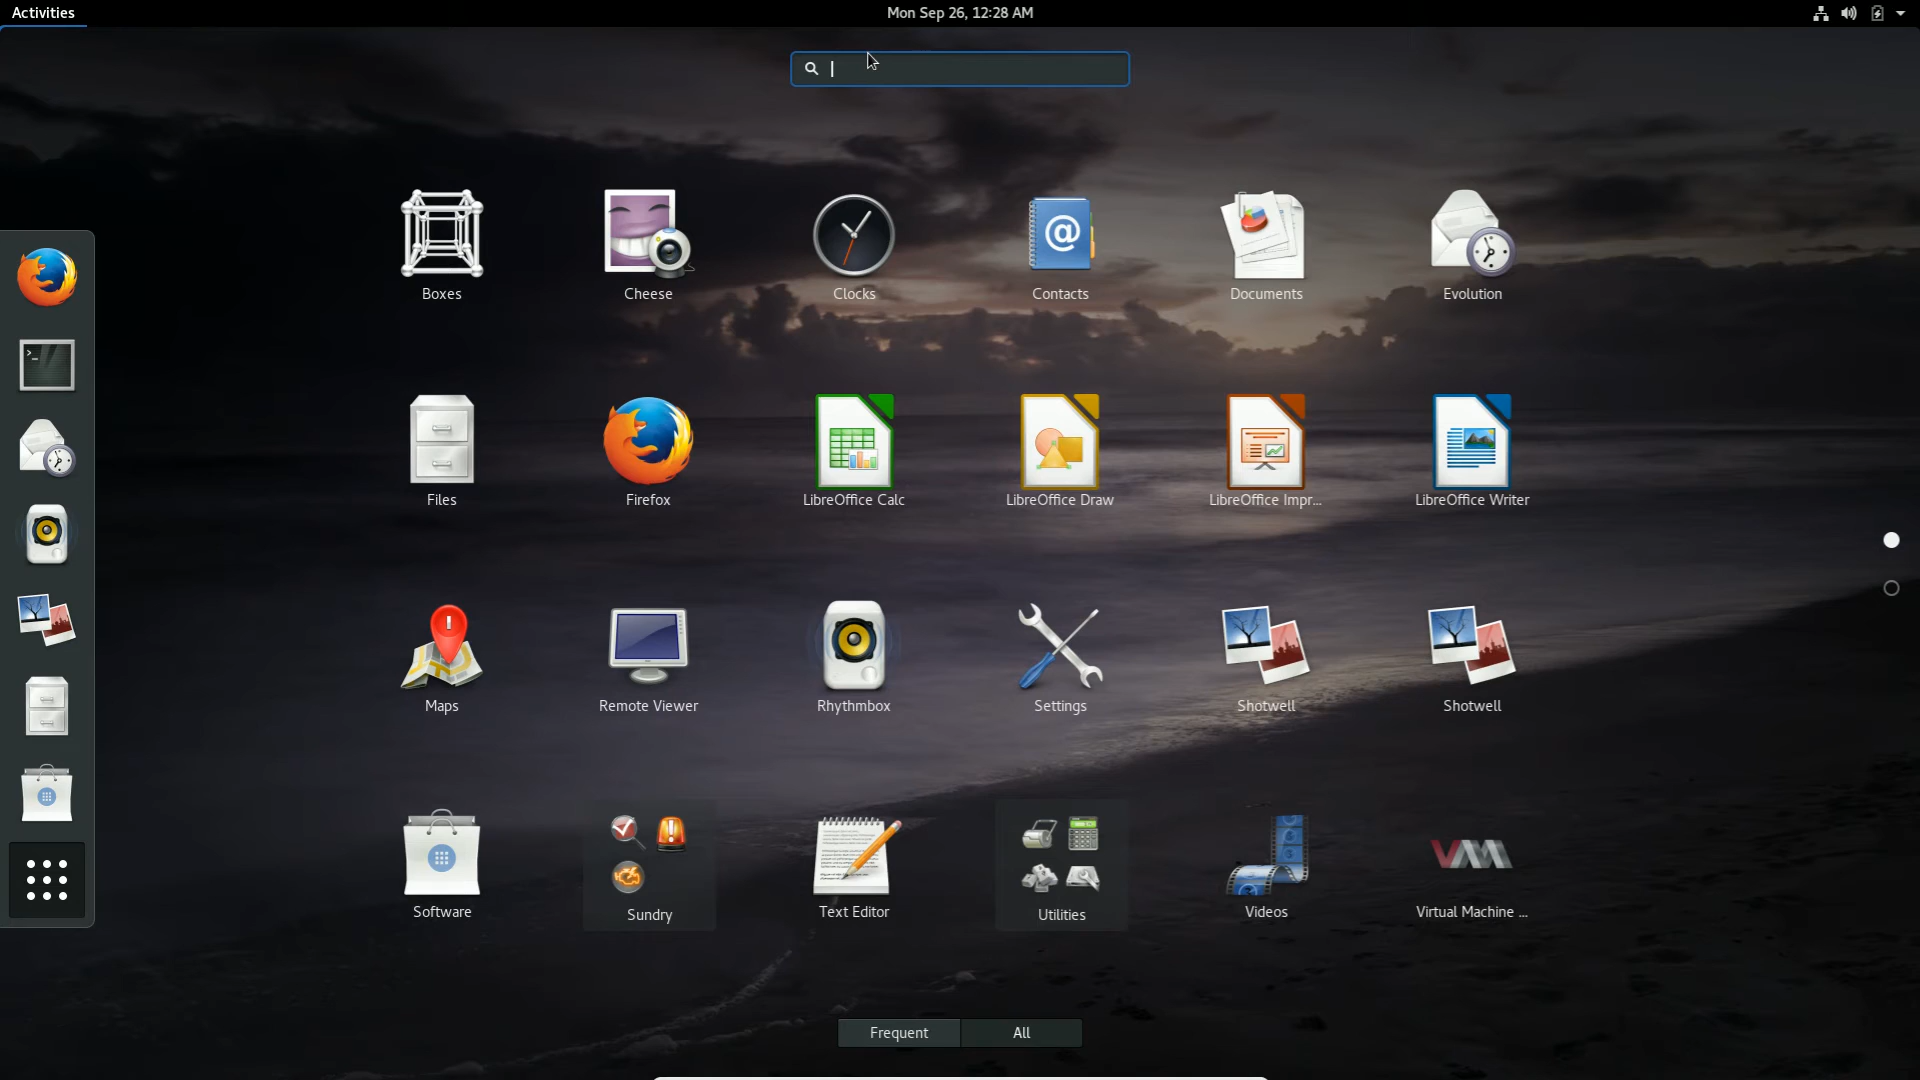 Activities
Mon Sep 26, 12:28 AM
Boxes
Cheese
Clocks
Contacts
Documents
Evolution
Files
Firefox
LibreOffice Calc
LibreOffice Draw
LibreOffice Impr...
LibreOffice Writer
Maps
Remote Viewer
Rhythmbox
Settings
Shotwell
Shotwell
Software
Sundry
Text Editor
Utilities
Videos
Virtual Machine ...
Frequent
All